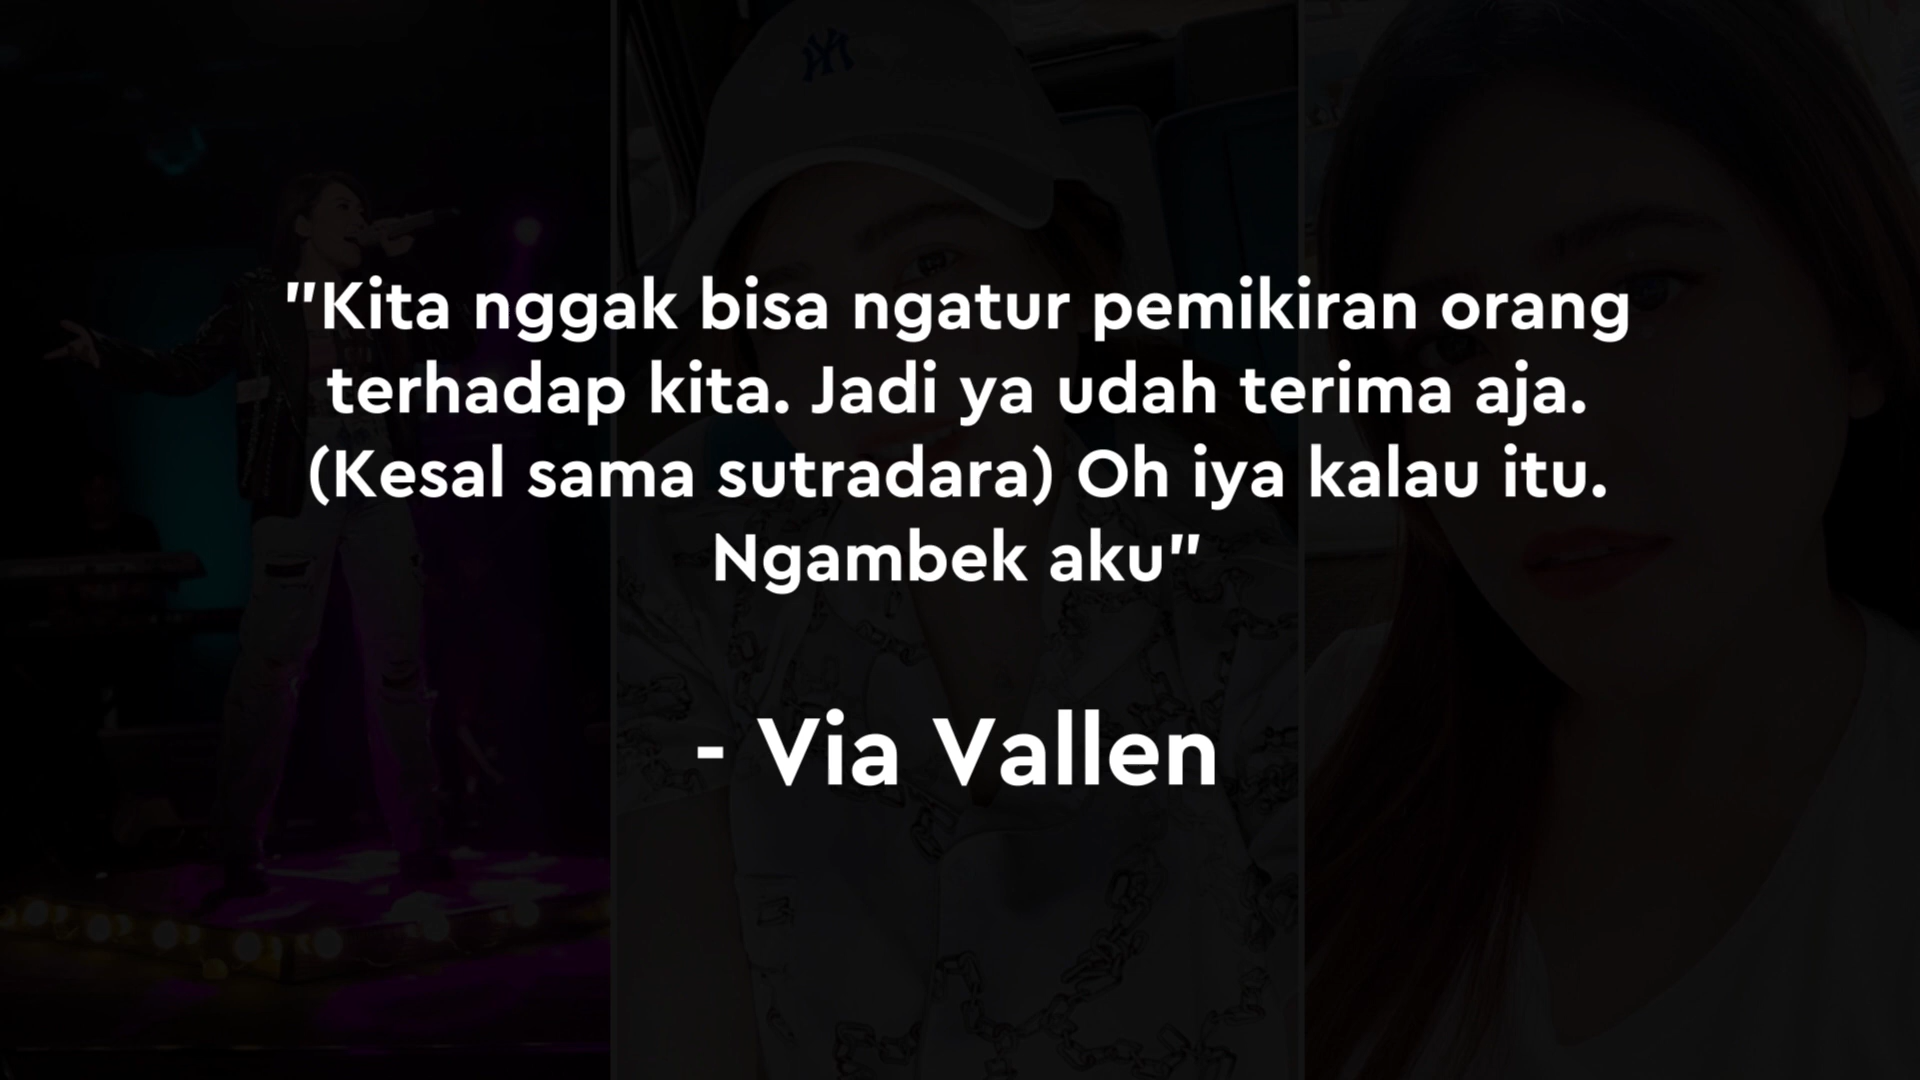 "Kita nggak bisa ngatur pemikiran orang
terhadap kita. Jadi ya udah terima aja.
(Kesal sama sutradara) Oh iya kalau itu.
Ngambek aku"
- Via Vallen